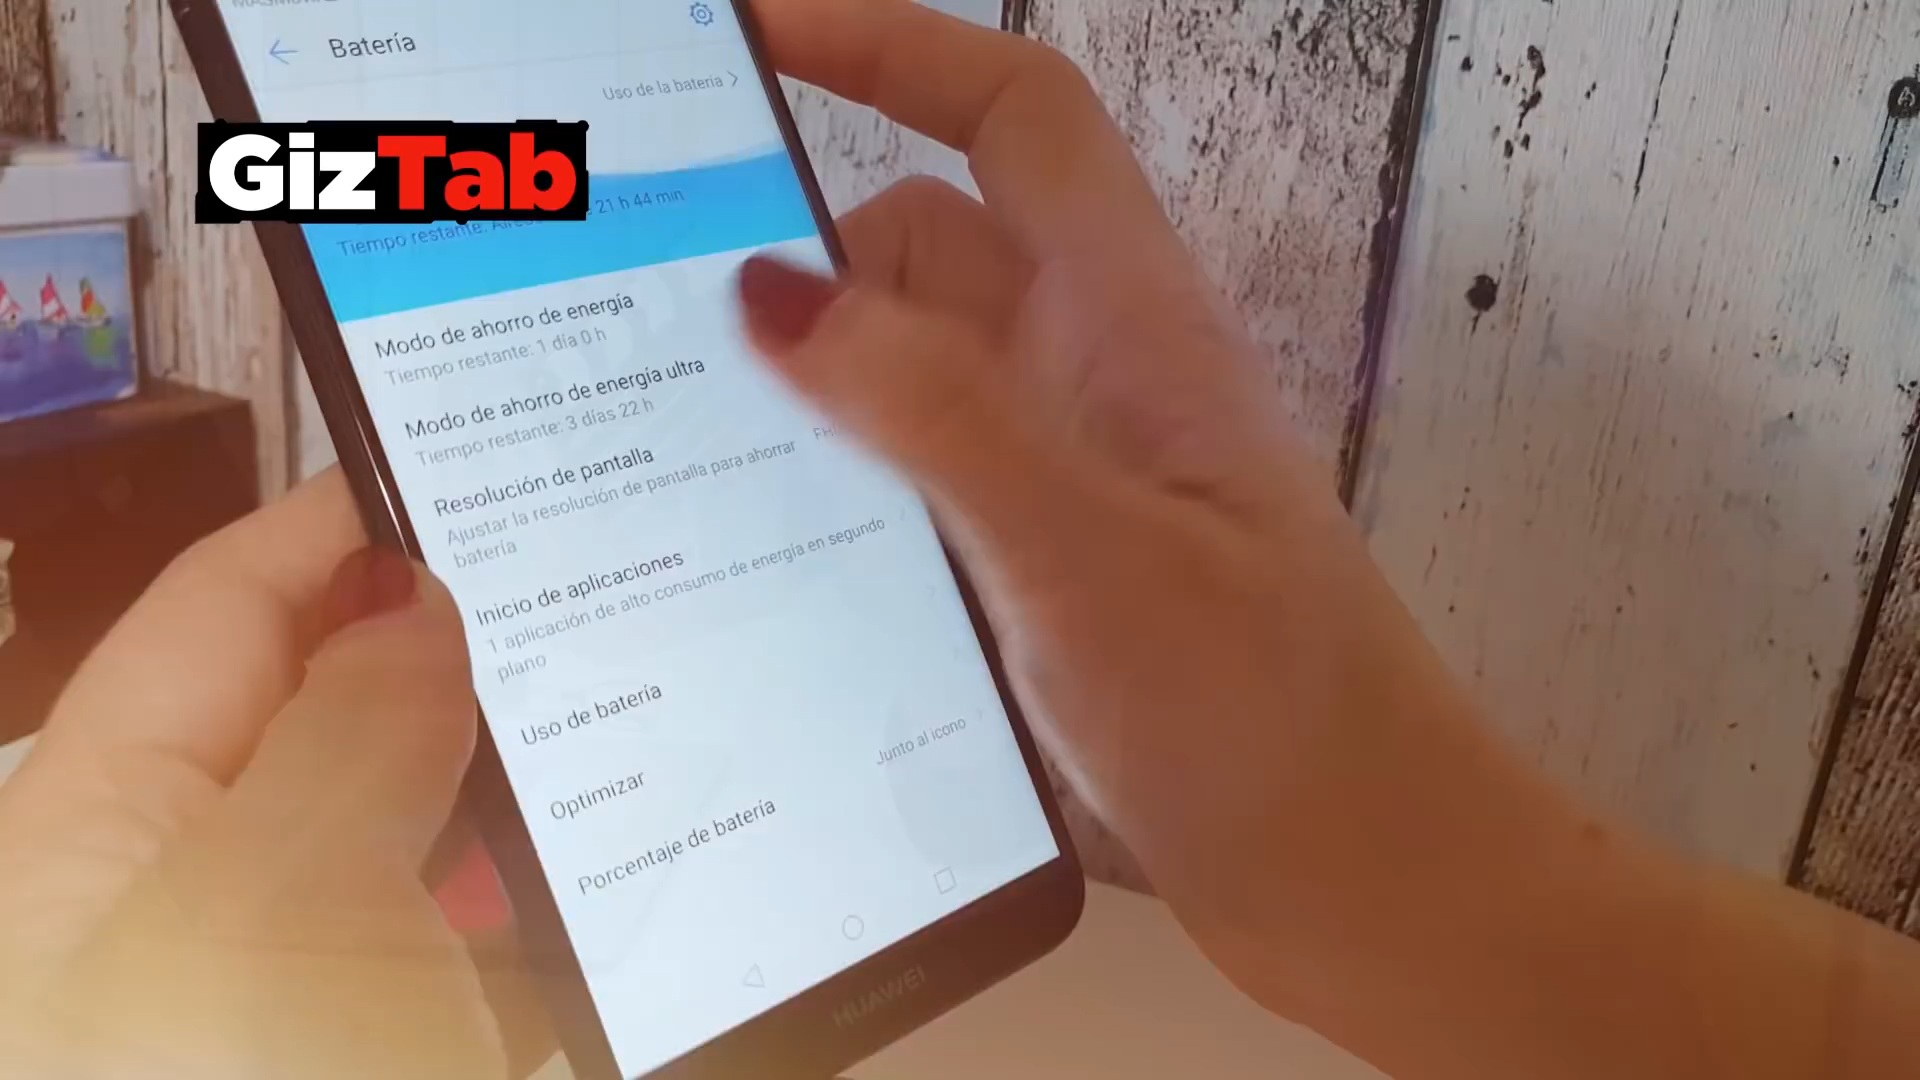 MÁSMÓVIL
Batería
Uso de la batería
GizTab
Tiempo restante: 21 h 44 min
Modo de ahorro de energía
Tiempo restante: 1 día 0 h
Modo de ahorro de energía ultra
Tiempo restante: 3 días 22 h
Resolución de pantalla
Ajustar la resolución de pantalla para ahorrar
batería
Inicio de aplicaciones
1 aplicación de alto consumo de energía en segundo
plano
Uso de batería
Optimizar
Porcentaje de batería
Junto al icono
HUAWEI